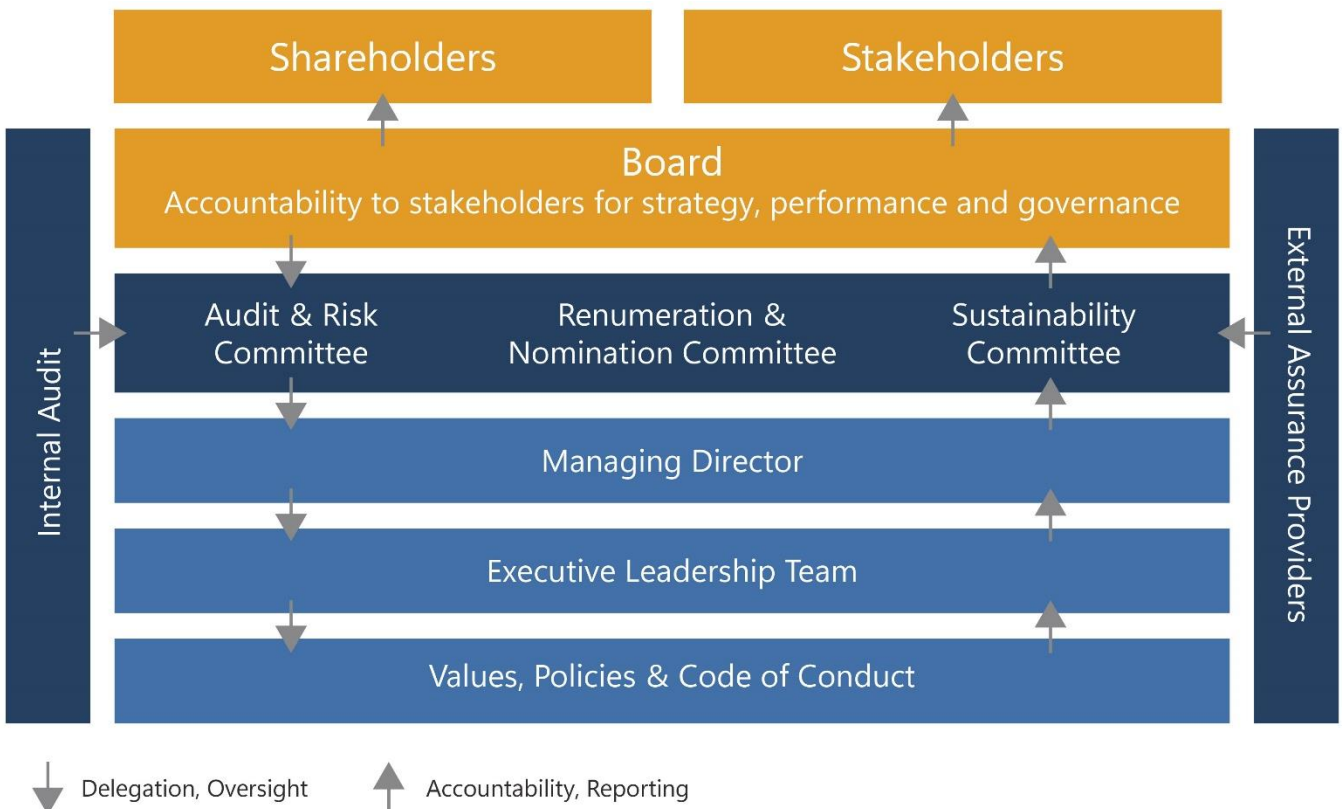 Shareholders
Stakeholders
Board
Accountability to stakeholders for strategy, performance and governance
Internal Audit
Audit & Risk
Committee
Renumeration &
Nomination Committee
Sustainability
Committee
External Assurance Providers
Managing Director
Executive Leadership Team
Values, Policies & Code of Conduct
Delegation, Oversight
Accountability, Reporting